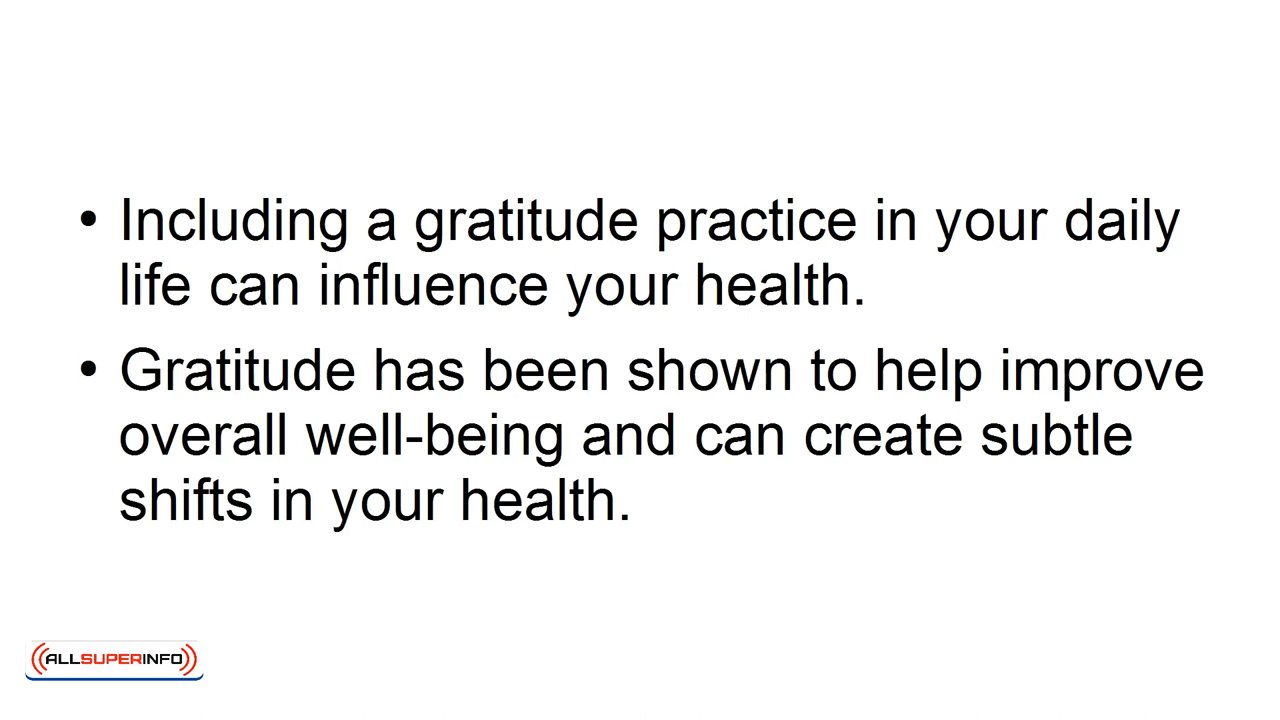 • Including a gratitude practice in your daily
life can influence your health.
• Gratitude has been shown to help improve
overall well-being and can create subtle
shifts in your health.
ALLSUPERINFO